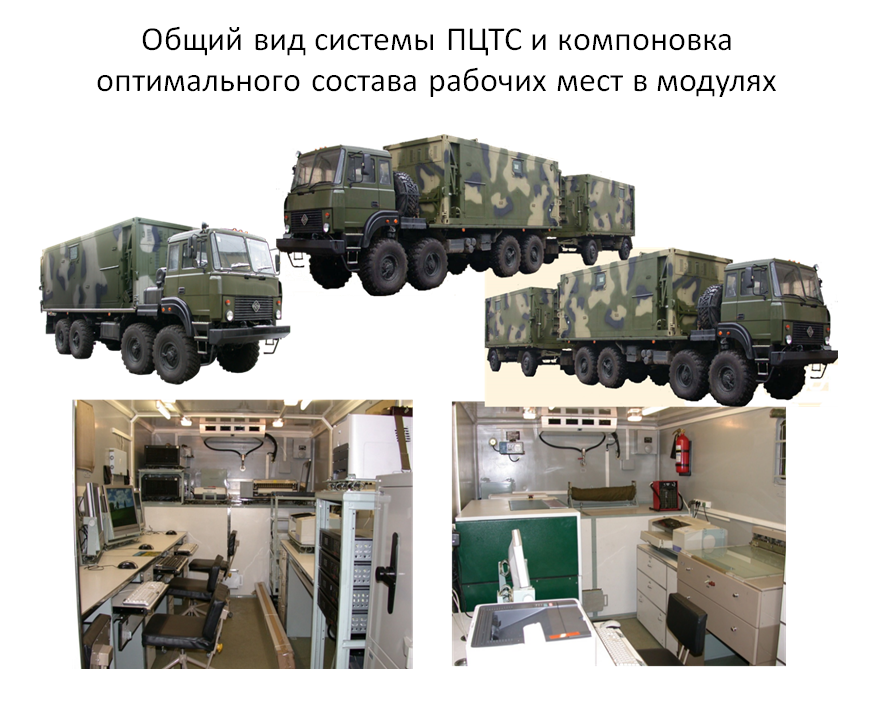 Общий вид системы ПЦТС и компоновка
оптимального состава рабочих мест в модулях